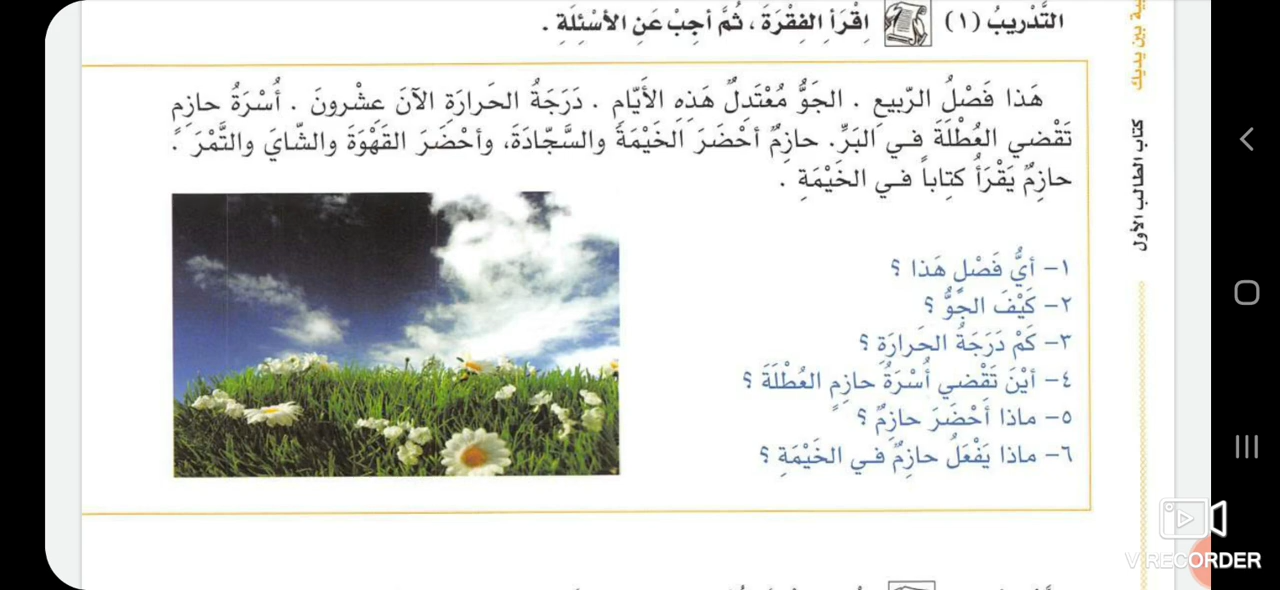 التَّدْرِيبُ (١) اِقْرَأِ الفِقْرَةَ ، ثُمَّ أَجِبْ عَنِ الأَسْئِلَةِ .
هَذا فَصْلُ الرّبيعِ . الجَوُّ مُعْتَدِلٌ هَذِهِ الأَيّامِ . دَرَجَةُ الحَرارَةِ الآنَ عِشْرونَ . أُسْرَةُ حازِمٍ
تَقْضي العُطْلَةَ في البَرِّ. حازِمٌ أَحْضَرَ الخَيْمَةَ والسَّجّادَةَ، وأَحْضَرَ القَهْوَةَ والشّايَ والتَّمْرَ .
حازِمٌ يَقْرَأُ كِتاباً في الخَيْمَةِ .
١- أيُّ فَصْلٍ هَذا ؟
٢- كَيْفَ الجَوُّ ؟
٣- كَمْ دَرَجَةُ الحَرارَةِ ؟
٤- أيْنَ تَقْضي أُسْرَةُ حازِمٍ العُطْلَةَ ؟
٥- ماذا أَحْضَرَ حازِمٌ ؟
٦- ماذا يَفْعَلُ حازِمٌ في الخَيْمَةِ ؟
بين يديك
كتاب الطالب الأول
V RECORDER